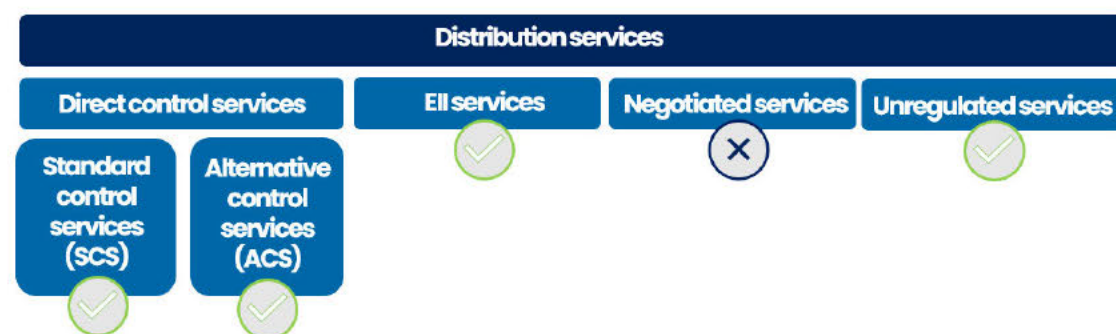 Distribution services
Direct control services
EII services
Negotiated services
Unregulated services
Standard
control
services
(SCS)
Alternative
control
services
(ACS)